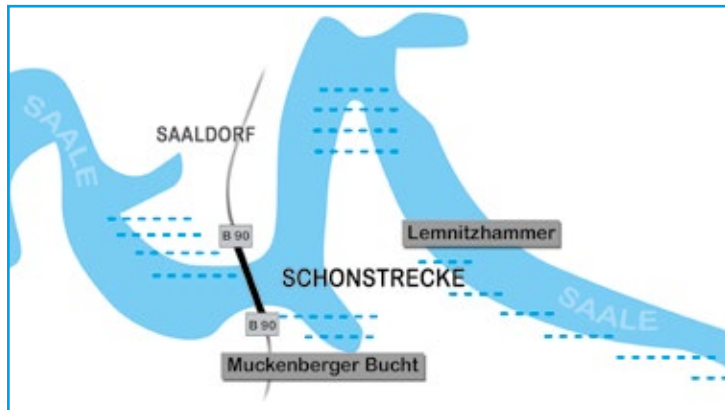 SAALE
SAALDORF
B 90
Lemnitzhammer
SCHONSTRECKE
SAALE
B 90
Muckenberger Bucht